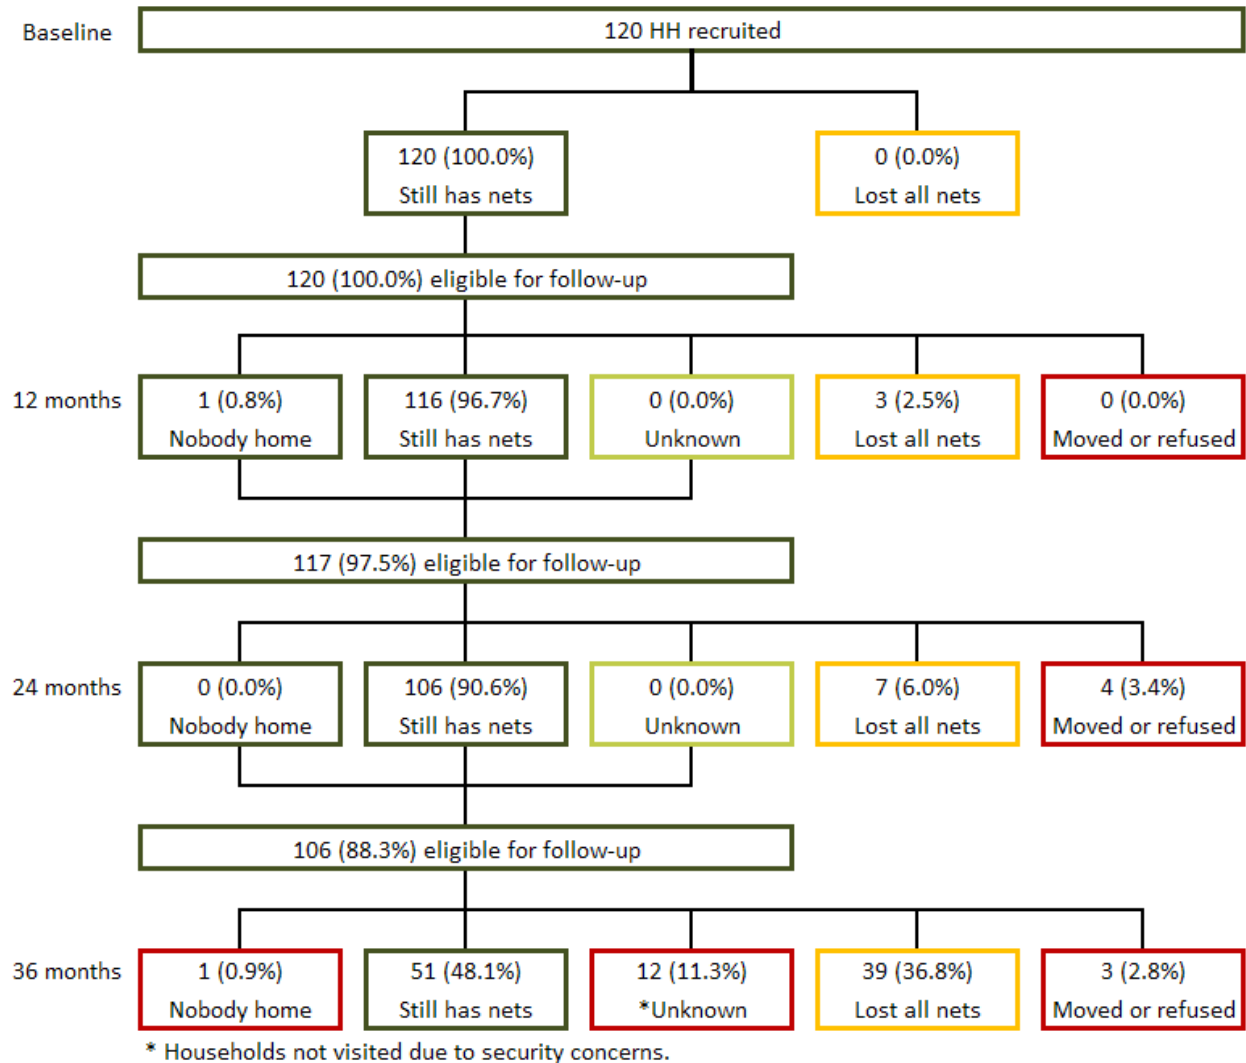 Baseline
120 HH recruited
120 (100.0%)
Still has nets
0 (0.0%)
Lost all nets
120 (100.0%) eligible for follow-up
12 months
1 (0.8%)
Nobody home
116 (96.7%)
Still has nets
0 (0.0%)
Unknown
3 (2.5%)
Lost all nets
0 (0.0%)
Moved or refused
117 (97.5%) eligible for follow-up
24 months
0 (0.0%)
Nobody home
106 (90.6%)
Still has nets
0 (0.0%)
Unknown
7 (6.0%)
Lost all nets
4 (3.4%)
Moved or refused
106 (88.3%) eligible for follow-up
36 months
1 (0.9%)
Nobody home
51 (48.1%)
Still has nets
12 (11.3%)
*Unknown
39 (36.8%)
Lost all nets
3 (2.8%)
Moved or refused
* Households not visited due to security concerns.